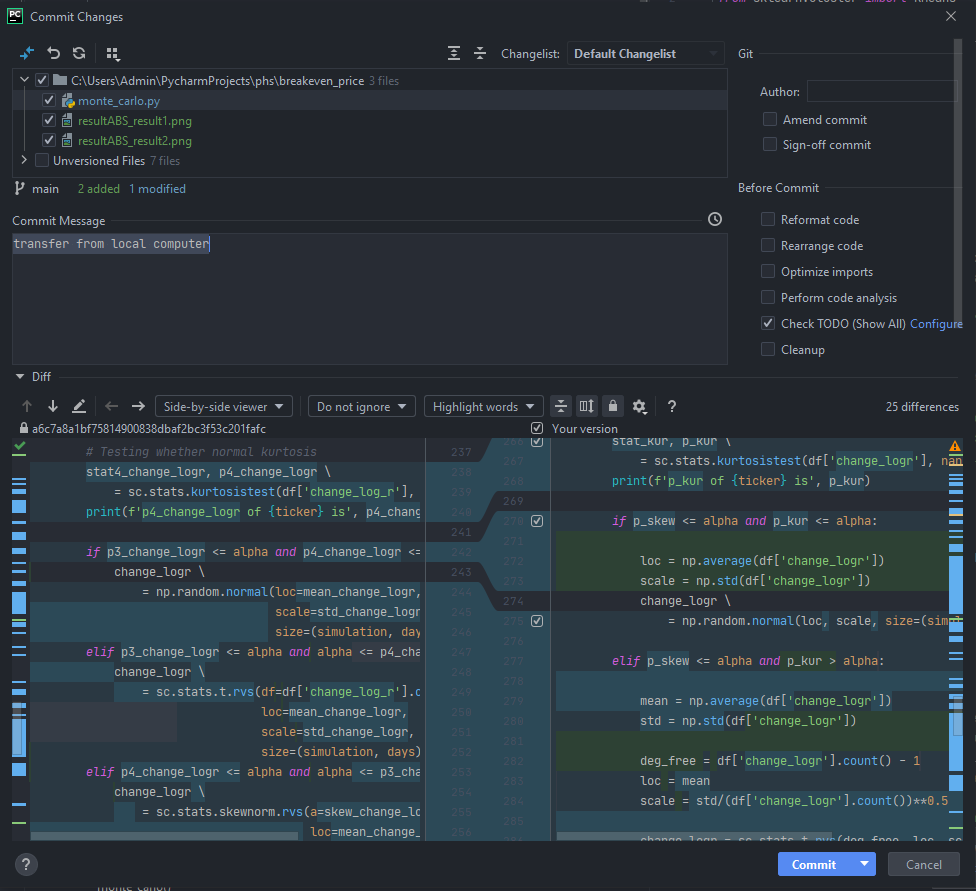 PC Commit Changes
Changelist: Default Changelist
Git
C:\Users\Admin\PycharmProjects\phs\breakeven_price 3 files
monte_carlo.py
resultABS_result1.png
resultABS_result2.png
Unversioned Files 7 files
main 2 added 1 modified
Author:
Amend commit
Sign-off commit
Before Commit
Reformat code
Rearrange code
Optimize imports
Perform code analysis
Check TODO (Show All) Configure
Cleanup
Commit Message
transfer from local computer
Diff
Side-by-side viewer Do not ignore Highlight words ? 25 differences
a6c7a8a1bf75814900838dbaf2bc3f53c201fafc
Your version
# Testing whether normal kurtosis 237
stat4_change_logr, p4_change_logr \ 238
= sc.stats.kurtosistest(df['change_log_r'], 239
print(f'p4_change_logr of {ticker} is', p4_chang 240
241
if p3_change_logr <= alpha and p4_change_logr <= 242
change_logr \ 243
= np.random.normal(loc=mean_change_logr, 244
scale=std_change_logr 245
size=(simulation, day 246
elif p3_change_logr <= alpha and alpha <= p4_cha 247
change_logr \ 248
= sc.stats.t.rvs(df=df['change_log_r'].c 249
loc=mean_change_logr, 250
scale=std_change_logr, 251
size=(simulation, days) 252
elif p4_change_logr <= alpha and alpha <= p3_cha 253
change_logr \ 254
= sc.stats.skewnorm.rvs(a=skew_change_lo 255
loc=mean_change_ 256
266 stat_kur, p_kur \
267 = sc.stats.kurtosistest(df['change_logr'], nan
268 print(f'p_kur of {ticker} is', p_kur)
269
270 if p_skew <= alpha and p_kur <= alpha:
271
272 loc = np.average(df['change_logr'])
273 scale = np.std(df['change_logr'])
274 change_logr \
275 = np.random.normal(loc, scale, size=(simul
276
277 elif p_skew <= alpha and p_kur > alpha:
278
279 mean = np.average(df['change_logr'])
280 std = np.std(df['change_logr'])
281
282 deg_free = df['change_logr'].count() - 1
283 loc = mean
284 scale = std/(df['change_logr'].count())**0.5
285
change_logr = sc.stats.t.rvs(deg_free, loc, sc
? Commit Cancel